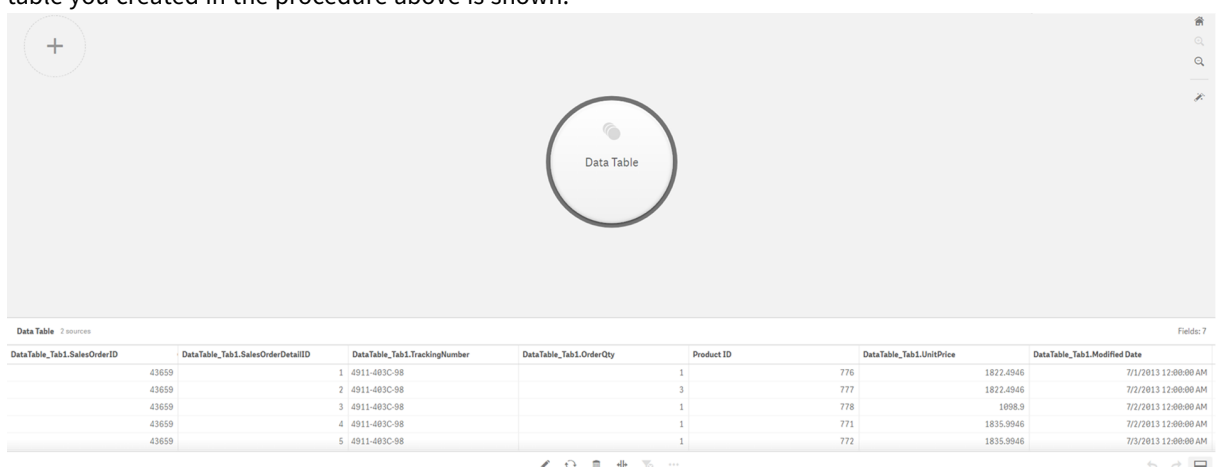 table you created in the procedure above is shown.
Data Table
Data Table 2 sources Fields: 7
DataTable_Tab1.SalesOrderID DataTable_Tab1.SalesOrderDetailID DataTable_Tab1.TrackingNumber DataTable_Tab1.OrderQty Product ID DataTable_Tab1.UnitPrice DataTable_Tab1.Modified Date
43659 1 4911-403C-98 1 776 1822.4946 7/1/2013 12:00:00 AM
43659 2 4911-403C-98 3 777 1822.4946 7/2/2013 12:00:00 AM
43659 3 4911-403C-98 1 778 1098.9 7/2/2013 12:00:00 AM
43659 4 4911-403C-98 1 771 1835.9946 7/2/2013 12:00:00 AM
43659 5 4911-403C-98 1 772 1835.9946 7/3/2013 12:00:00 AM